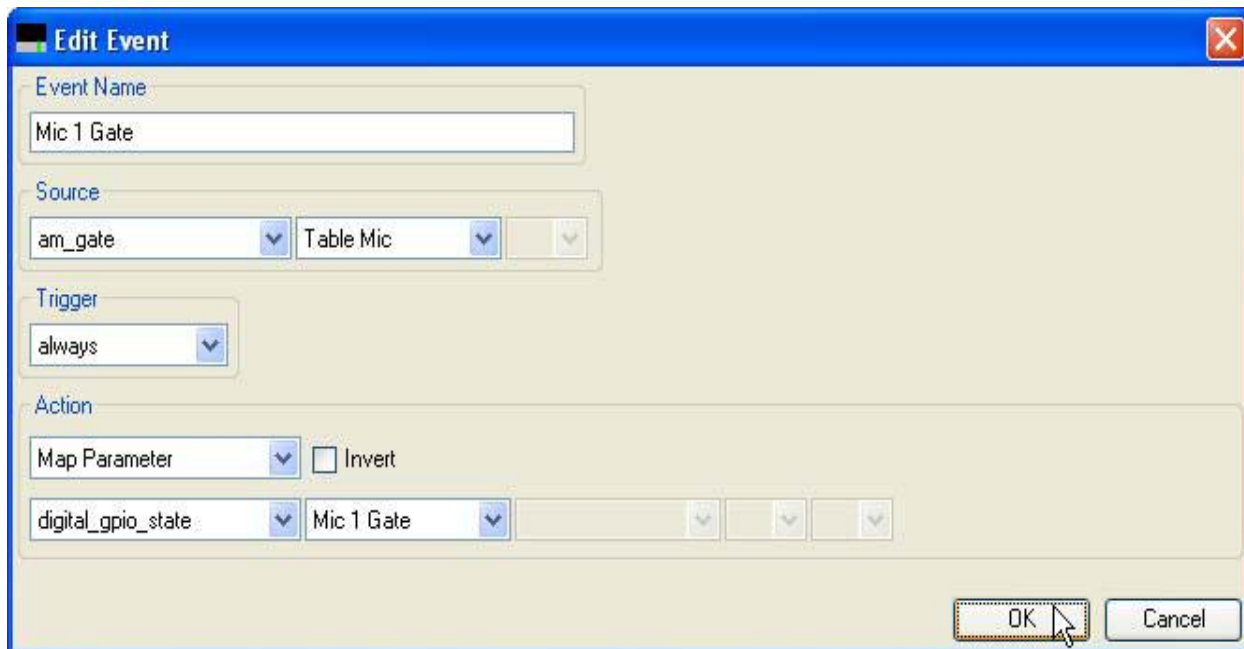 Edit Event
Event Name
Mic 1 Gate
Source
am_gate Table Mic
Trigger
always
Action
Map Parameter Invert
digital_gpio_state Mic 1 Gate
OK Cancel